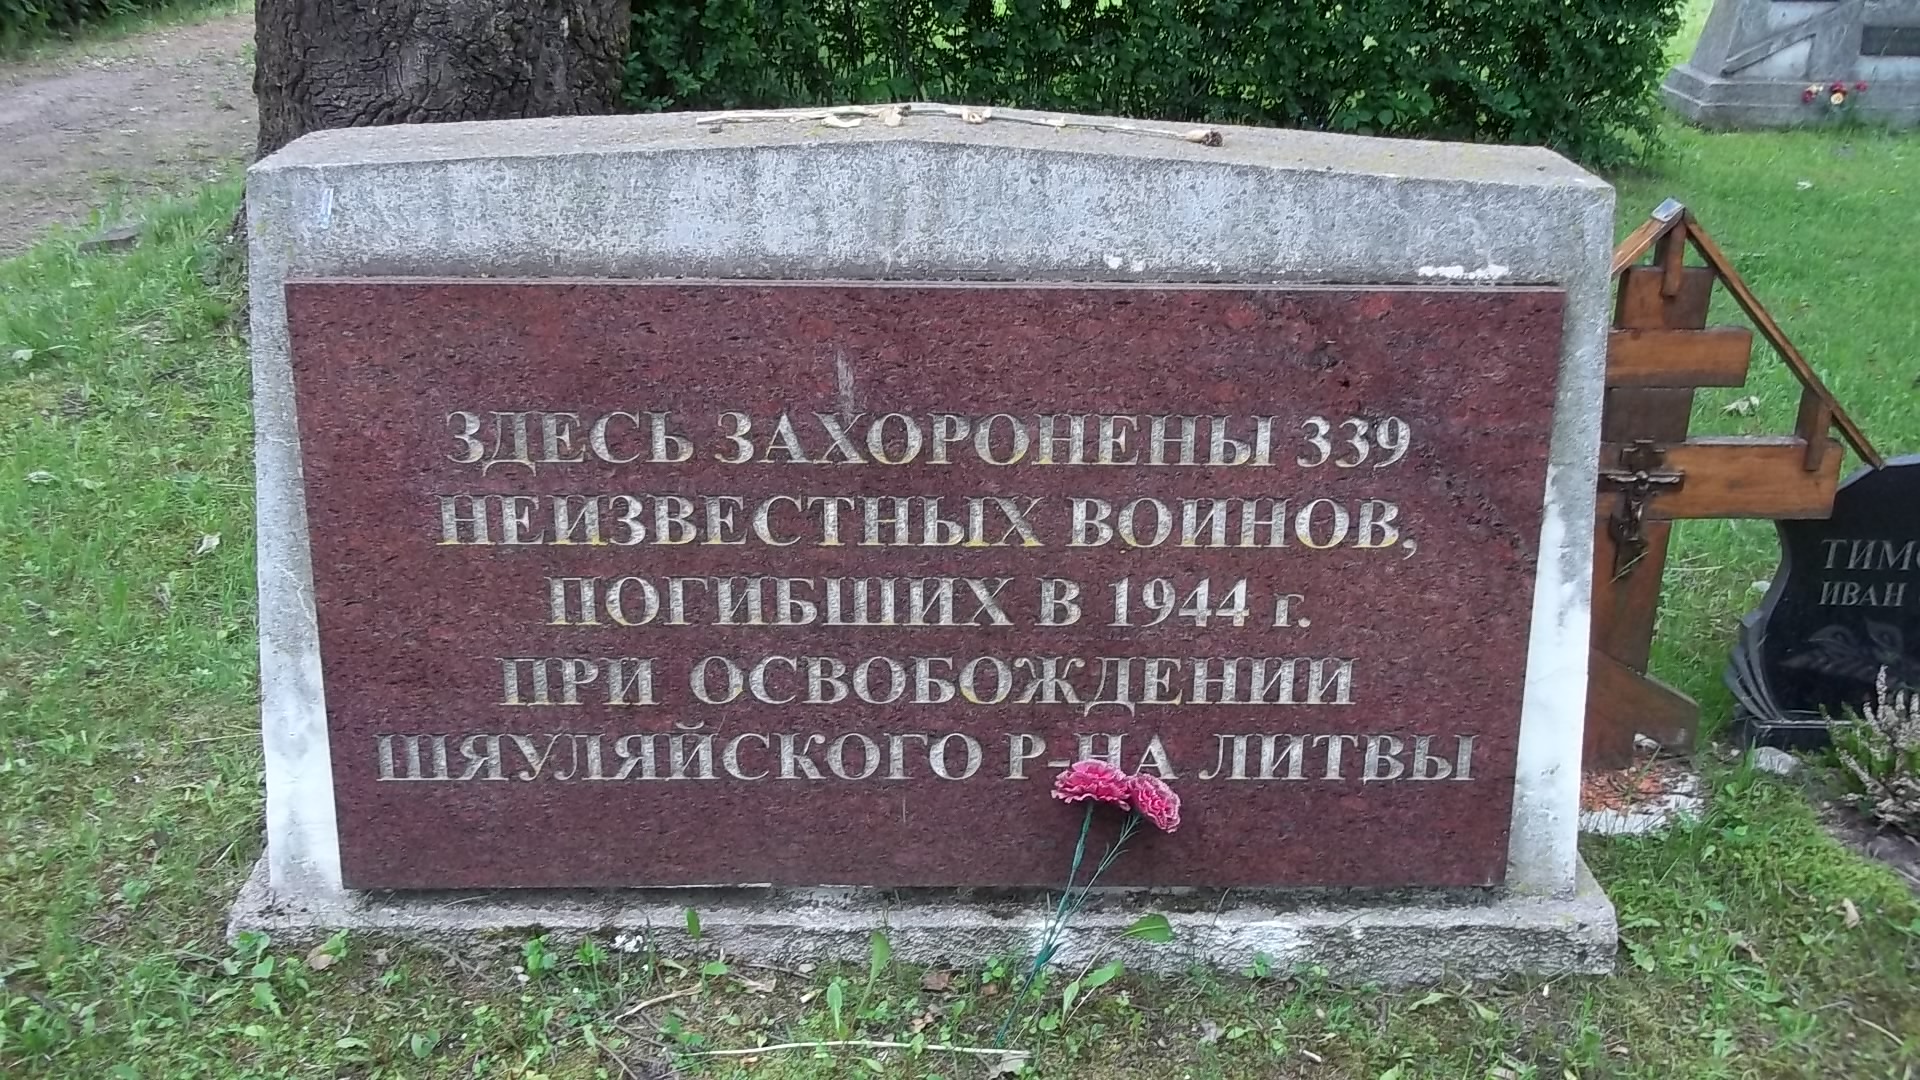 ЗДЕСЬ ЗАХОРОНЕНЫ 339
НЕИЗВЕСТНЫХ ВОИНОВ,
ПОГИБШИХ В 1944 г.
ПРИ ОСВОБОЖДЕНИИ
ШЯУЛЯЙСКОГО Р-НА ЛИТВЫ
ИВАН